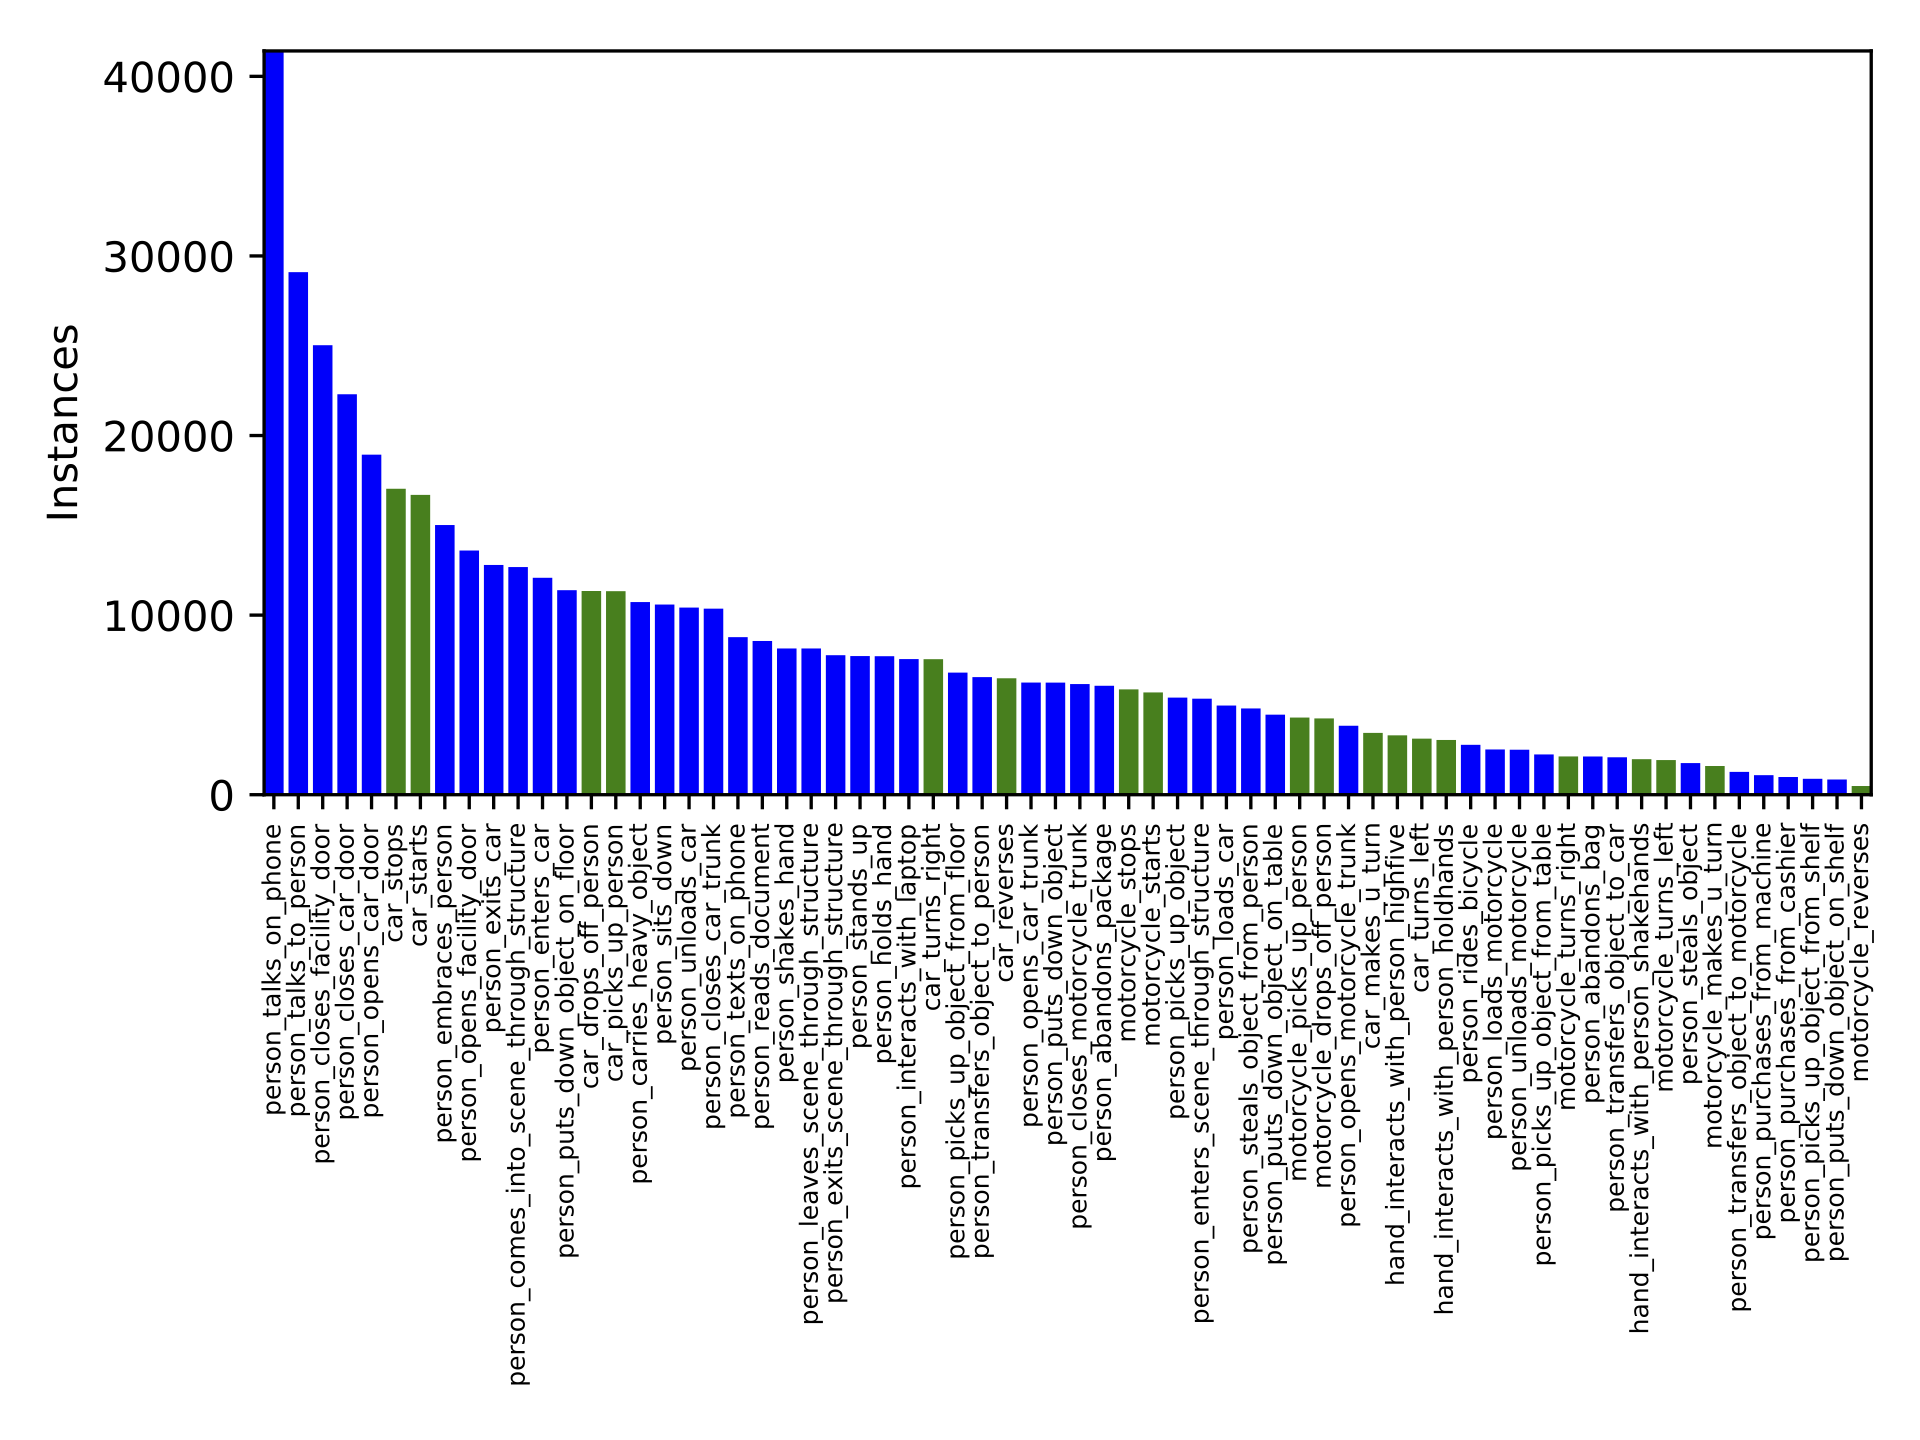 40000
30000
20000
10000
0
Instances
person_talks_on_phone
person_talks_to_person
person_closes_facility_door
person_closes_car_door
person_opens_car_door
car_stops
car_starts
person_embraces_person
person_opens_facility_door
person_exits_car
person_comes_into_scene_through_structure
person_enters_car
person_puts_down_object_on_floor
car_drops_off_person
car_picks_up_person
person_carries_heavy_object
person_sits_down
person_unloads_car
person_closes_car_trunk
person_texts_on_phone
person_reads_document
person_shakes_hand
person_leaves_scene_through_structure
person_exits_scene_through_structure
person_stands_up
person_holds_hand
person_interacts_with_laptop
car_turns_right
person_picks_up_object_from_floor
person_transfers_object_to_person
car_reverses
person_opens_car_trunk
person_puts_down_object
person_closes_motorcycle_trunk
person_abandons_package
motorcycle_stops
motorcycle_starts
person_picks_up_object
person_enters_scene_through_structure
person_loads_car
person_steals_object_from_person
person_puts_down_object_on_table
motorcycle_picks_up_person
motorcycle_drops_off_person
person_opens_motorcycle_trunk
car_makes_u_turn
hand_interacts_with_person_highfive
car_turns_left
hand_interacts_with_person_holdhands
person_rides_bicycle
person_loads_motorcycle
person_unloads_motorcycle
person_picks_up_object_from_table
motorcycle_turns_right
person_abandons_bag
person_transfers_object_to_car
hand_interacts_with_person_shakehands
motorcycle_turns_left
person_steals_object
motorcycle_makes_u_turn
person_transfers_object_to_motorcycle
person_purchases_from_machine
person_purchases_from_cashier
person_picks_up_object_from_shelf
person_puts_down_object_on_shelf
motorcycle_reverses